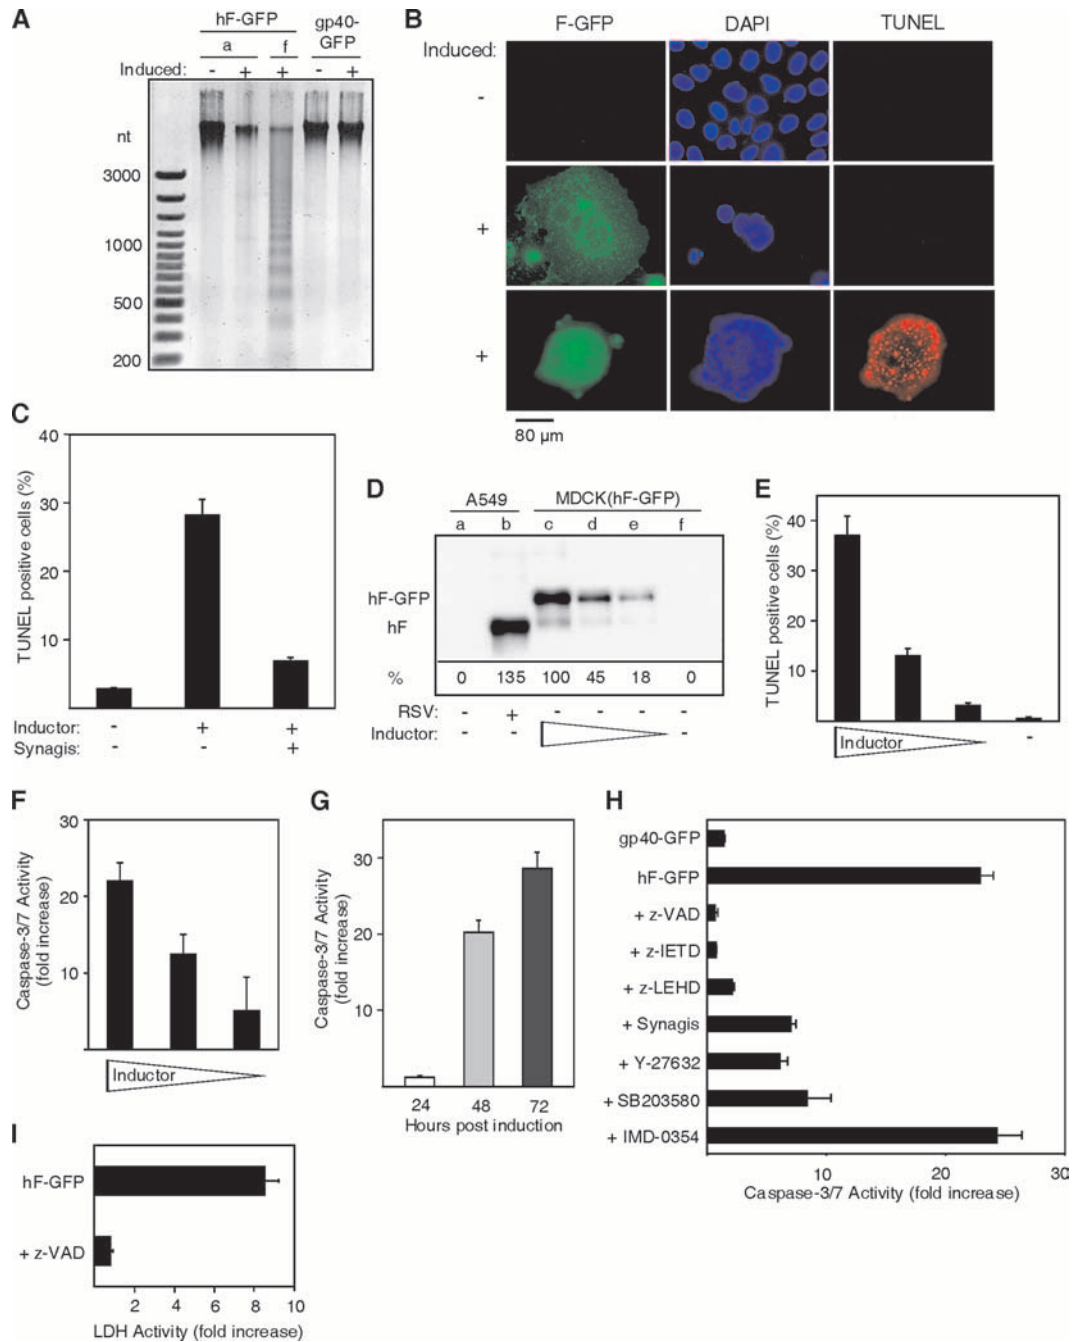 A
hF-GFP
gp40-
GFP
a
f
Induced: - + + - +
nt
3000
1000
500
200
B
F-GFP
DAPI
TUNEL
Induced:
-
+
+
80 µm
C
TUNEL positive cells (%)
40
30
20
10
Inductor: - + +
Synagis: - - +
D
A549
MDCK(hF-GFP)
a b c d e f
hF-GFP
hF
% 0 135 100 45 18 0
RSV: - + - - - -
Inductor: - - -
E
TUNEL positive cells (%)
40
30
20
10
Inductor
-
F
Caspase-3/7 Activity
(fold increase)
30
20
10
Inductor
G
Caspase-3/7 Activity
(fold increase)
30
20
10
24 48 72
Hours post induction
H
gp40-GFP
hF-GFP
+ z-VAD
+ z-IETD
+ z-LEHD
+ Synagis
+ Y-27632
+ SB203580
+ IMD-0354
10 20 30
Caspase-3/7 Activity (fold increase)
I
hF-GFP
+ z-VAD
2 4 6 8 10
LDH Activity (fold increase)